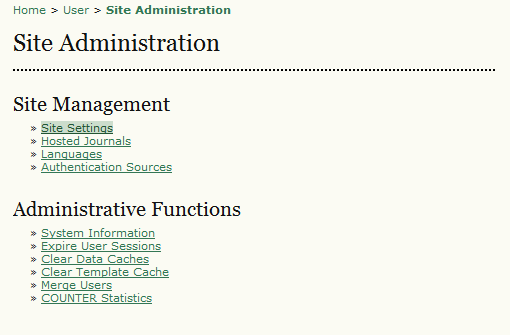 Home > User > Site Administration
Site Administration
Site Management
» Site Settings
» Hosted Journals
» Languages
» Authentication Sources
Administrative Functions
» System Information
» Expire User Sessions
» Clear Data Caches
» Clear Template Cache
» Merge Users
» COUNTER Statistics